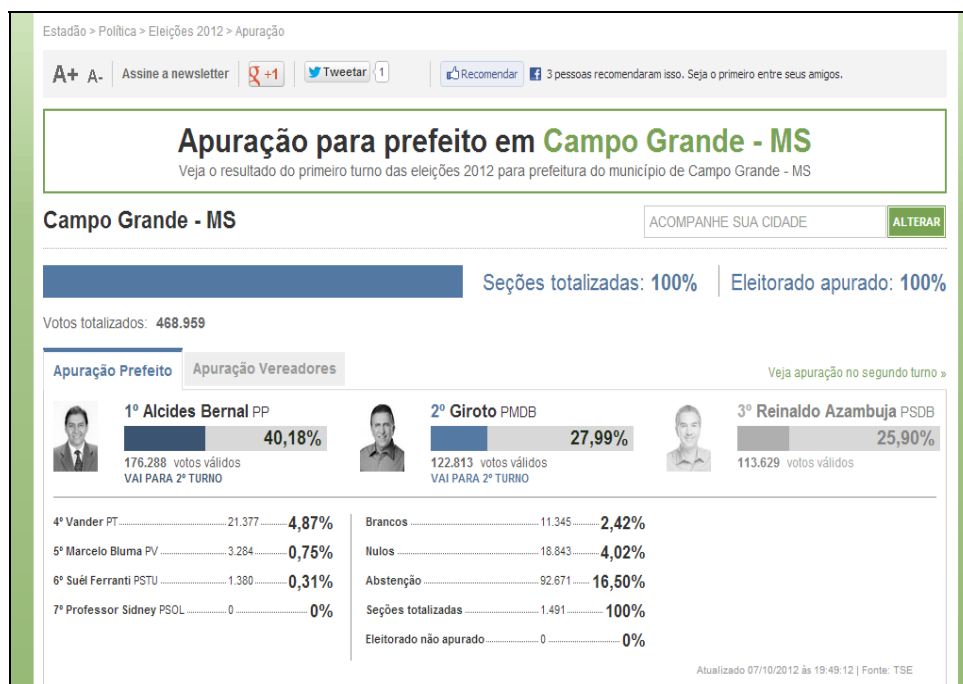 Estadão > Política > Eleições 2012 > Apuração
A+ A- Assine a newsletter g +1 Tweetar 1 Recomendar 3 pessoas recomendaram isso. Seja o primeiro entre seus amigos.
Apuração para prefeito em Campo Grande - MS
Veja o resultado do primeiro turno das eleições 2012 para prefeitura do município de Campo Grande - MS
Campo Grande - MS
ACOMPANHE SUA CIDADE ALTERAR
Seções totalizadas: 100% Eleitorado apurado: 100%
Votos totalizados: 468.959
Apuração Prefeito Apuração Vereadores Veja apuração no segundo turno »
1º Alcides Bernal PP
40,18%
176.288 votos válidos
VAI PARA 2º TURNO
2º Giroto PMDB
27,99%
122.813 votos válidos
VAI PARA 2º TURNO
3º Reinaldo Azambuja PSDB
25,90%
113.629 votos válidos
4º Vander PT 21.377 4,87%
5º Marcelo Bluma PV 3.284 0,75%
6º Suél Ferranti PSTU 1.380 0,31%
7º Professor Sidney PSOL 0 0%
Brancos 11.345 2,42%
Nulos 18.843 4,02%
Abstenção 92.671 16,50%
Seções totalizadas 1.491 100%
Eleitorado não apurado 0 0%
Atualizado 07/10/2012 às 19:49:12 | Fonte: TSE